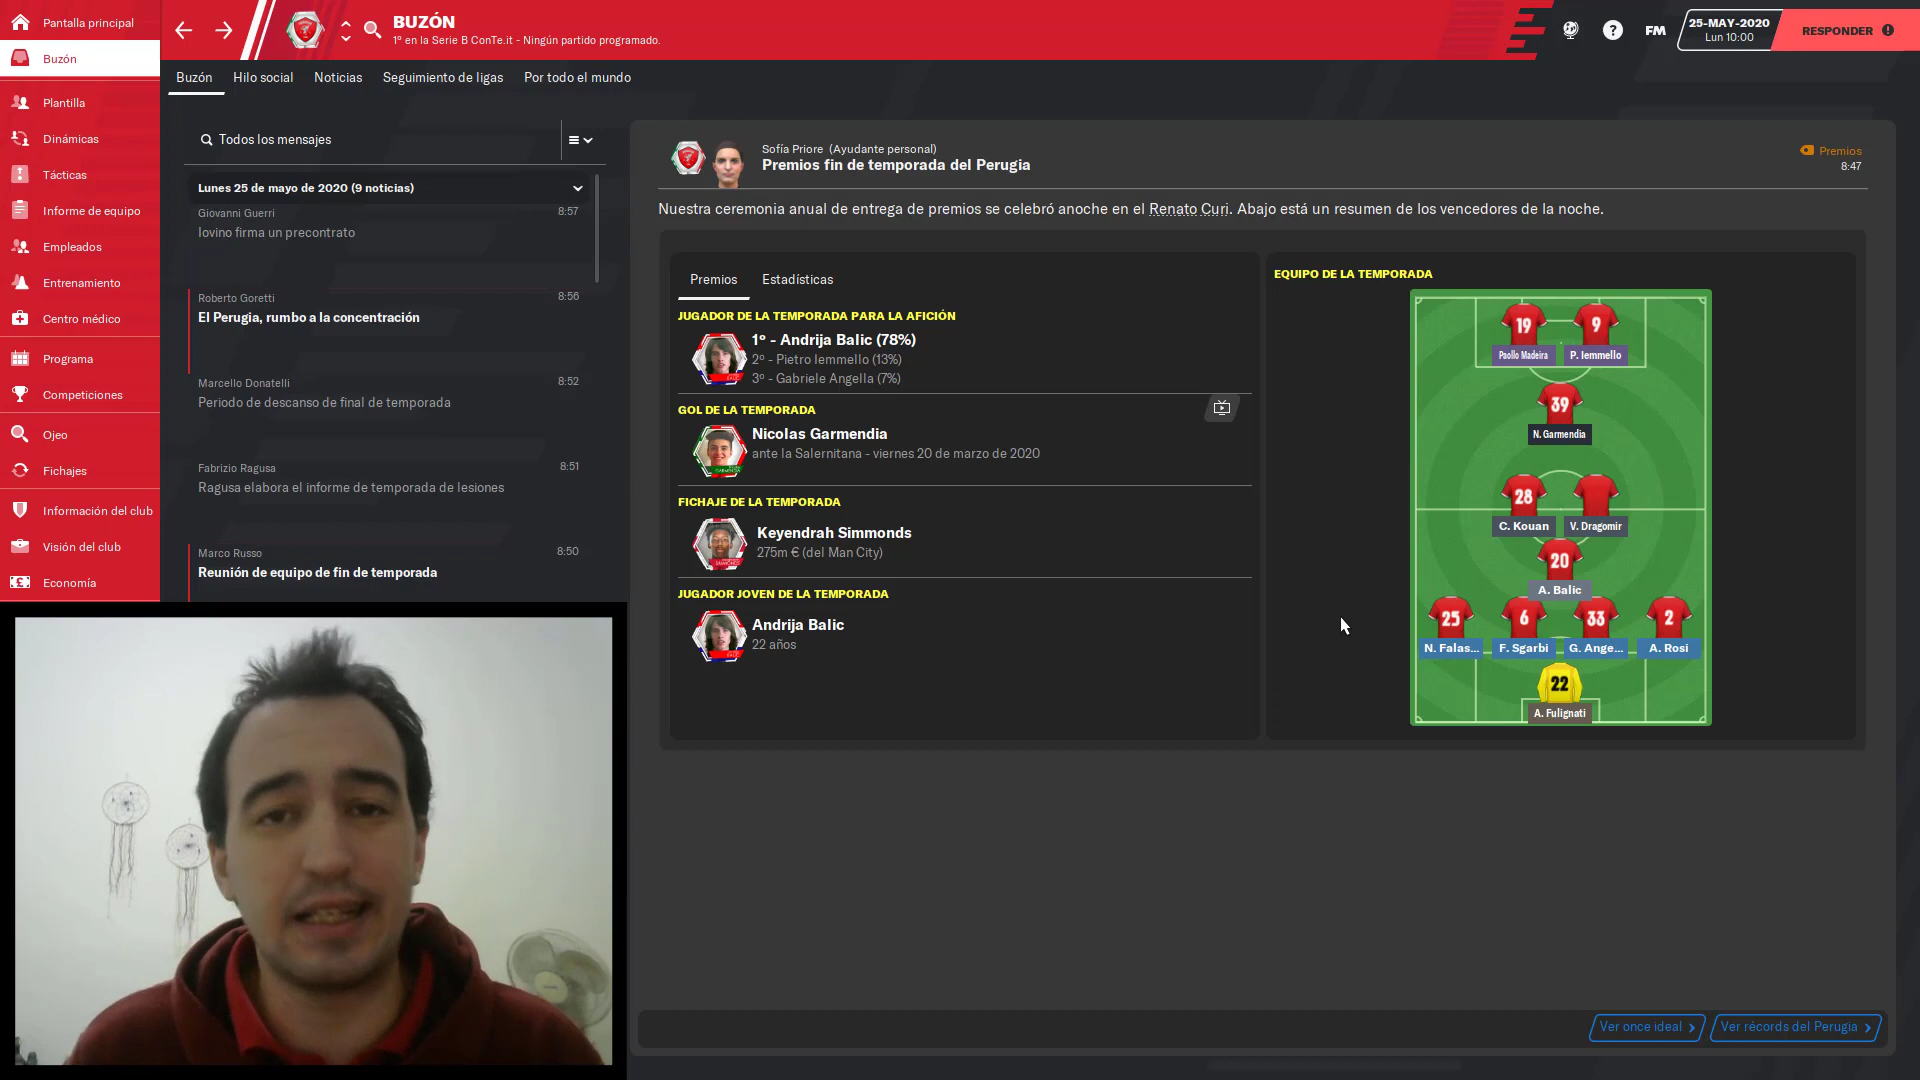 Pantalla principal
Buzón
Plantilla
Dinámicas
Tácticas
Informe de equipo
Empleados
Entrenamiento
Centro médico
Programa
Competiciones
Ojeo
Fichajes
Información del club
Visión del club
Economía
BUZÓN
1º en la Serie B ConTe.it - Ningún partido programado.
FM
25-MAY-2020
Lun 10:00
RESPONDER
Buzón
Hilo social
Noticias
Seguimiento de ligas
Por todo el mundo
Todos los mensajes
Lunes 25 de mayo de 2020 (9 noticias)
Giovanni Guerri 8:57
Iovino firma un precontrato
Roberto Goretti 8:56
El Perugia, rumbo a la concentración
Marcello Donatelli 8:52
Periodo de descanso de final de temporada
Fabrizio Ragusa 8:51
Ragusa elabora el informe de temporada de lesiones
Marco Russo 8:50
Reunión de equipo de fin de temporada
Sofía Priore (Ayudante personal)
Premios fin de temporada del Perugia
Premios
8:47
Nuestra ceremonia anual de entrega de premios se celebró anoche en el Renato Curi. Abajo está un resumen de los vencedores de la noche.
Premios
Estadísticas
JUGADOR DE LA TEMPORADA PARA LA AFICIÓN
1º - Andrija Balic (78%)
2º - Pietro Iemmello (13%)
3º - Gabriele Angella (7%)
GOL DE LA TEMPORADA
Nicolas Garmendia
ante la Salernitana - viernes 20 de marzo de 2020
FICHAJE DE LA TEMPORADA
Keyendrah Simmonds
275m € (del Man City)
JUGADOR JOVEN DE LA TEMPORADA
Andrija Balic
22 años
EQUIPO DE LA TEMPORADA
19 9
Paollo Madeira P. Iemmello
39
N. Garmendia
28
C. Kouan V. Dragomir
20
A. Balic
25 6 33 2
N. Falas... F. Sgarbi G. Ange... A. Rosi
22
A. Fulignati
Ver once ideal
Ver récords del Perugia